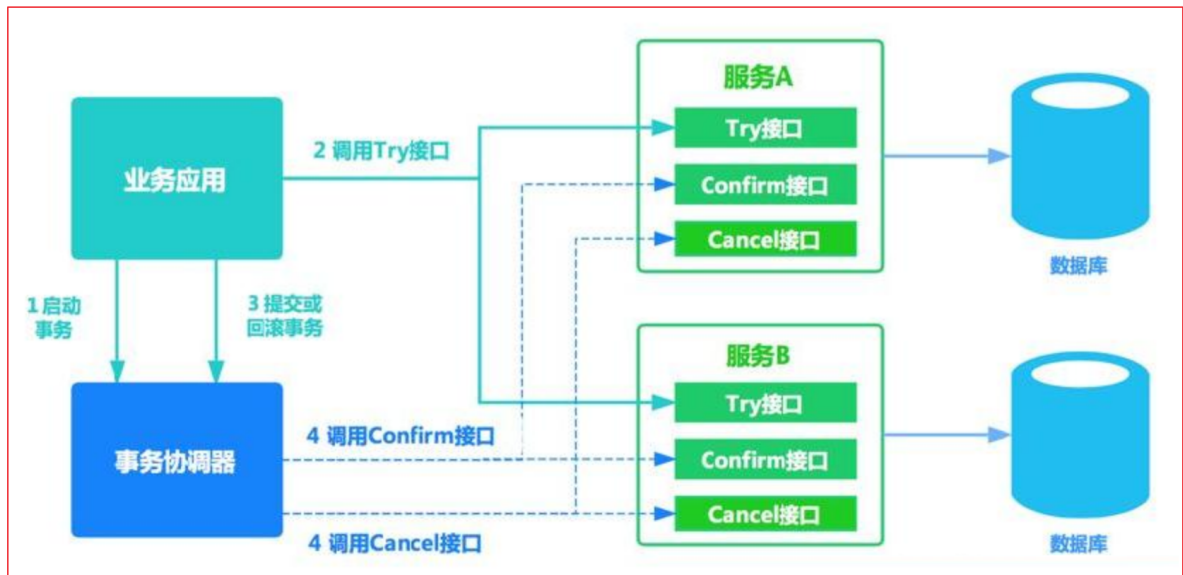 服务A
Try接口
2 调用Try接口
业务应用
Confirm接口
Cancel接口
数据库
1 启动
事务
3 提交或
回滚事务
服务B
Try接口
4 调用Confirm接口
事务协调器
Confirm接口
Cancel接口
4 调用Cancel接口
数据库